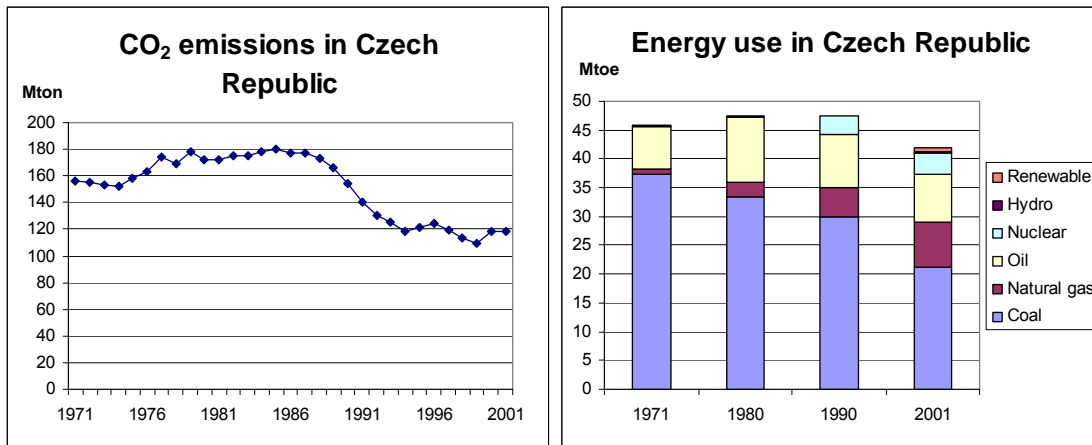 CO₂ emissions in Czech
Republic
Mton
200
180
160
140
120
100
80
60
40
20
0
1971 1976 1981 1986 1991 1996 2001
Energy use in Czech Republic
Mtoe
50
45
40
35
30
25
20
15
10
5
0
1971 1980 1990 2001
Renewable
Hydro
Nuclear
Oil
Natural gas
Coal